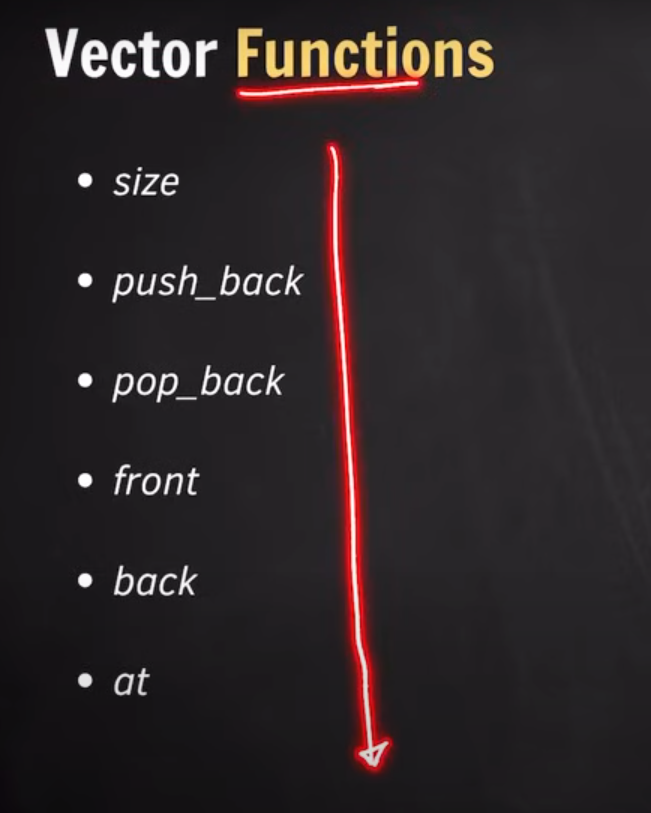 Vector Functions
• size
• push_back
• pop_back
• front
• back
• at